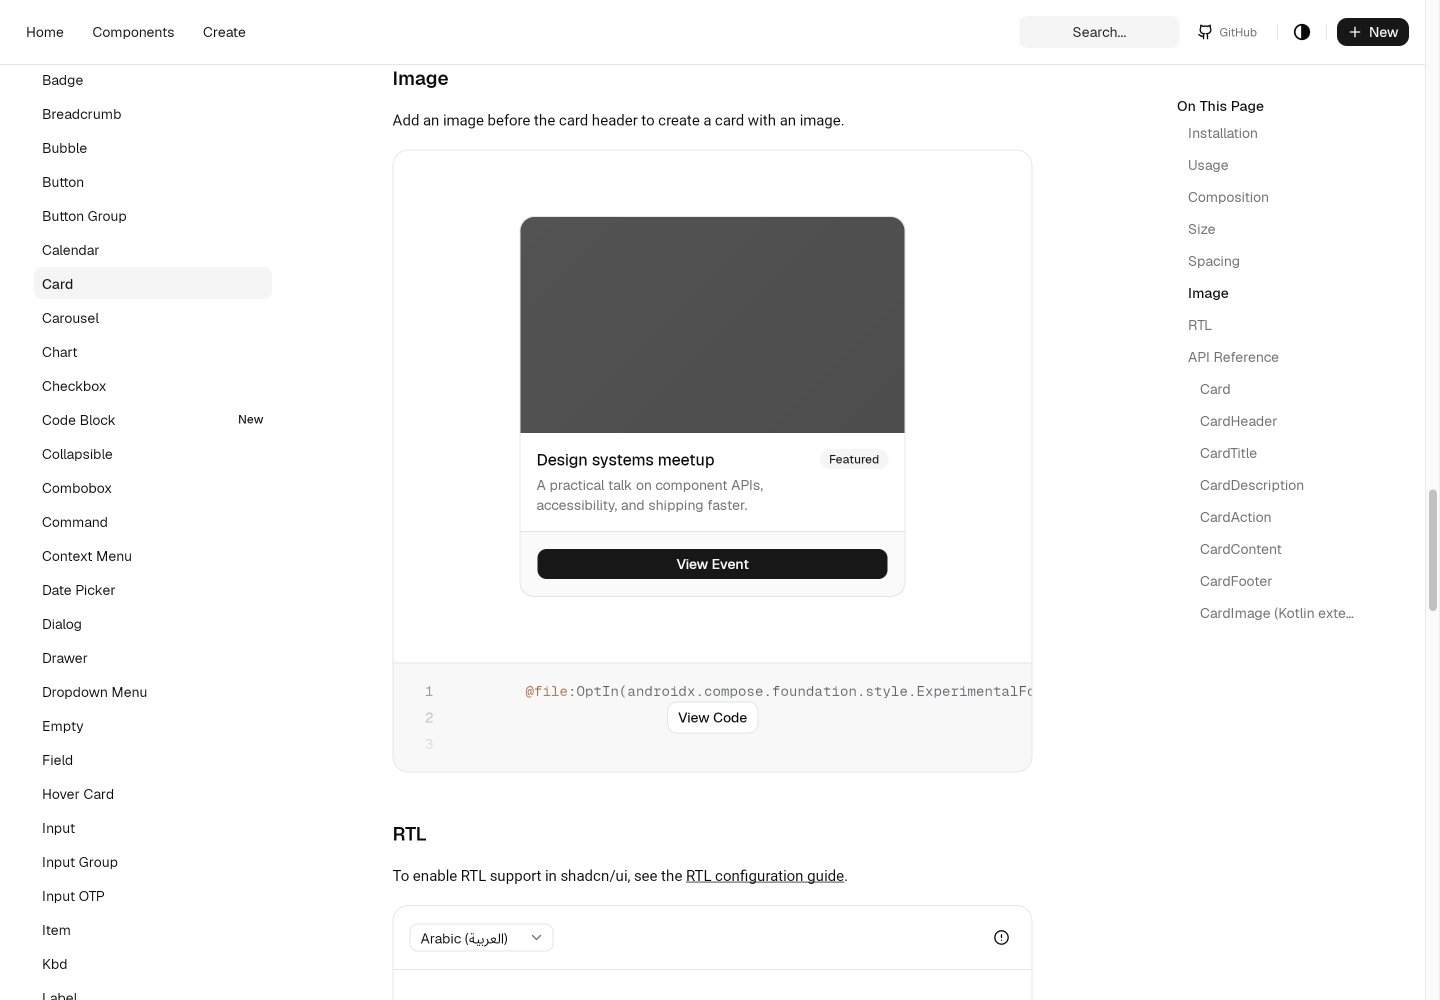 Home
Components
Create
Search...
GitHub
New
Badge
Breadcrumb
Bubble
Button
Button Group
Calendar
Card
Carousel
Chart
Checkbox
Code Block
New
Collapsible
Combobox
Command
Context Menu
Date Picker
Dialog
Drawer
Dropdown Menu
Empty
Field
Hover Card
Input
Input Group
Input OTP
Item
Kbd
Label
Image
Add an image before the card header to create a card with an image.
Design systems meetup
Featured
A practical talk on component APIs,
accessibility, and shipping faster.
View Event
1
@file:OptIn(androidx.compose.foundation.style.ExperimentalFo
2
View Code
3
RTL
To enable RTL support in shadcn/ui, see the RTL configuration guide.
Arabic (العربية)
On This Page
Installation
Usage
Composition
Size
Spacing
Image
RTL
API Reference
Card
CardHeader
CardTitle
CardDescription
CardAction
CardContent
CardFooter
CardImage (Kotlin exte...